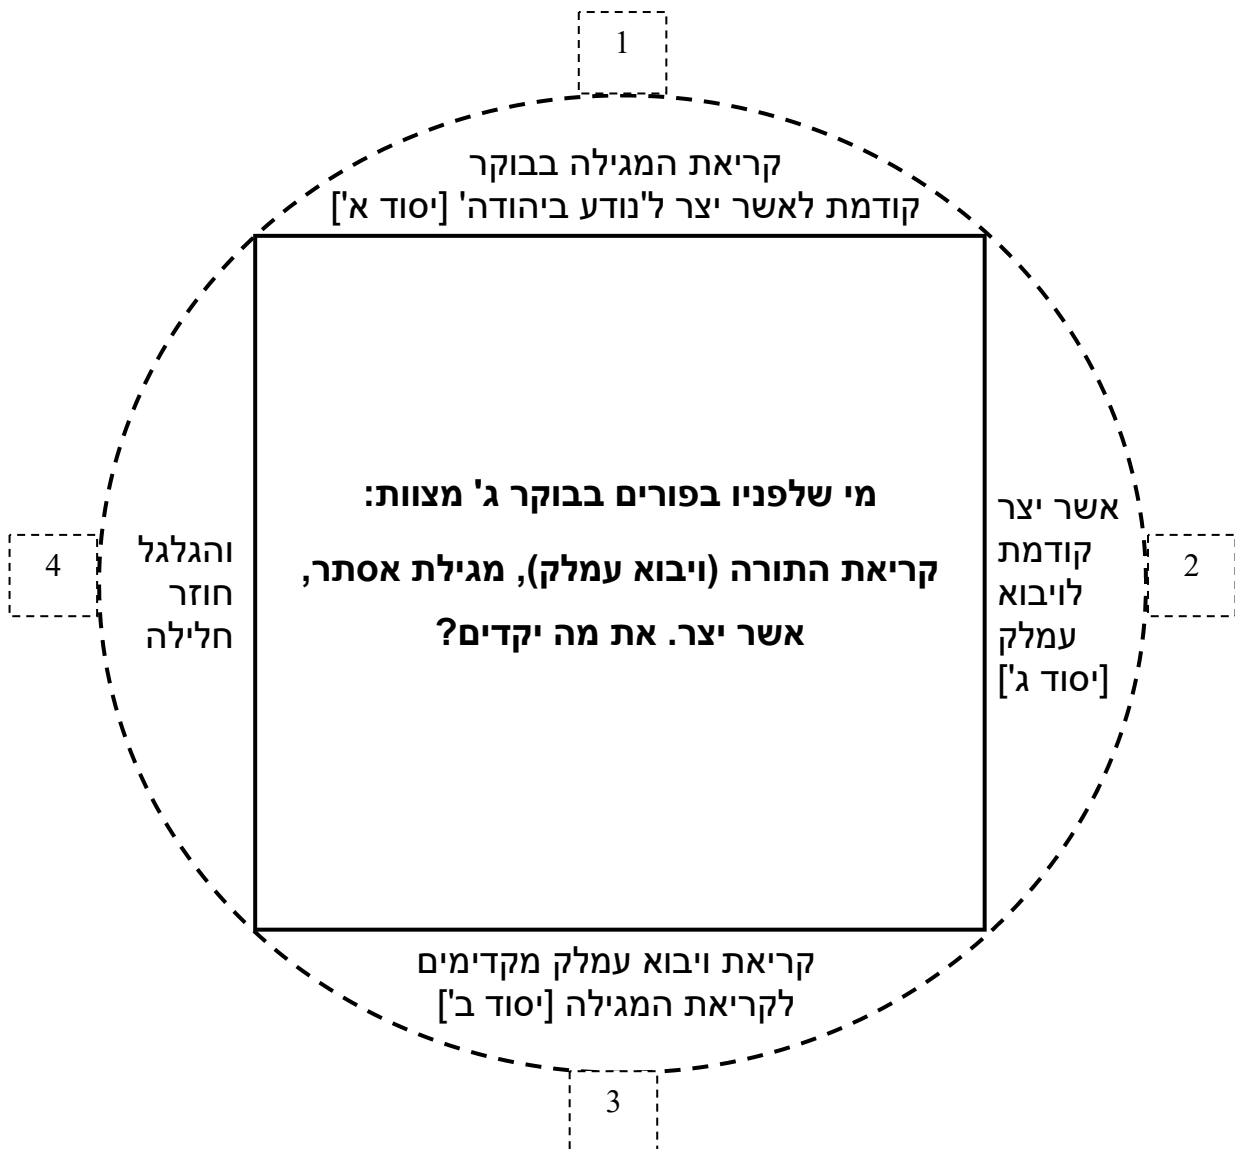 1
קריאת המגילה בבוקר
קודמת לאשר יצר ל'נודע ביהודה' [יסוד א']
מי שלפניו בפורים בבוקר ג' מצוות:
קריאת התורה (ויבוא עמלק), מגילת אסתר,
אשר יצר. את מה יקדים?
אשר יצר
קודמת
לויבוא
עמלק
[יסוד ג']
2
קריאת ויבוא עמלק מקדימים
לקריאת המגילה [יסוד ב']
3
והגלגל
חוזר
חלילה
4